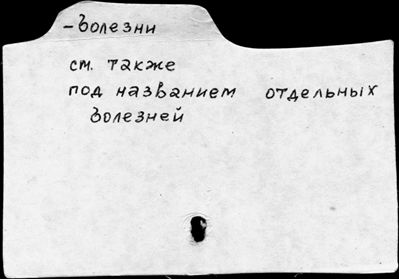 -болезни
см. также
под названием отдельных
болезней